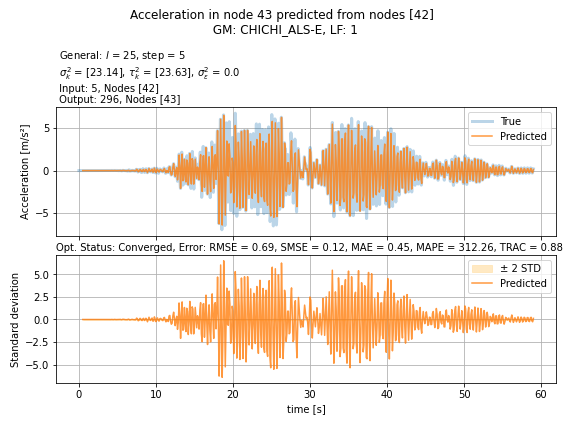 Acceleration in node 43 predicted from nodes [42]
GM: CHICHI_ALS-E, LF: 1
General: l = 25, step = 5
σ²ₖ = [23.14], τ²ₖ = [23.63], σ²ε = 0.0
Input: 5, Nodes [42]
Output: 296, Nodes [43]
Acceleration [m/s²]
5
0
−5
True
Predicted
Opt. Status: Converged, Error: RMSE = 0.69, SMSE = 0.12, MAE = 0.45, MAPE = 312.26, TRAC = 0.88
Standard deviation
5.0
2.5
0.0
−2.5
−5.0
± 2 STD
Predicted
0 10 20 30 40 50 60
time [s]